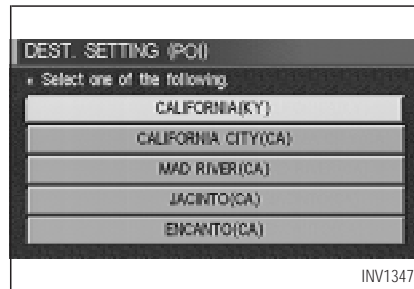 DEST. SETTING (POI)
Select one of the following.
CALIFORNIA(KY)
CALIFORNIA CITY(CA)
MAD RIVER(CA)
JACINTO(CA)
ENCANTO(CA)
INV1347